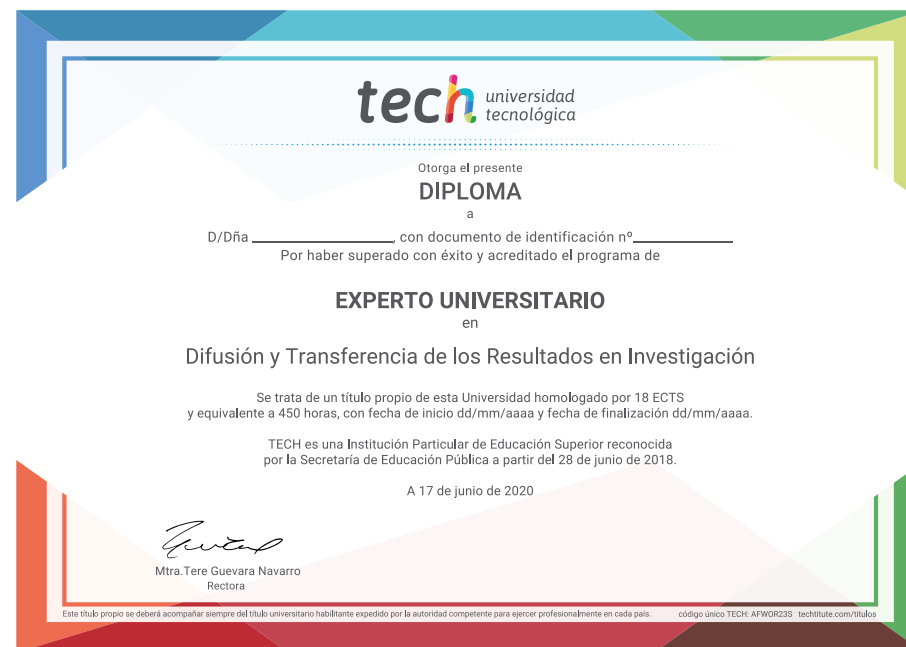 tech universidad
tecnológica
Otorga el presente
DIPLOMA
a
D/Dña ____________________, con documento de identificación nº______________
Por haber superado con éxito y acreditado el programa de
EXPERTO UNIVERSITARIO
en
Difusión y Transferencia de los Resultados en Investigación
Se trata de un título propio de esta Universidad homologado por 18 ECTS
y equivalente a 450 horas, con fecha de inicio dd/mm/aaaa y fecha de finalización dd/mm/aaaa.
TECH es una Institución Particular de Educación Superior reconocida
por la Secretaría de Educación Pública a partir del 28 de junio de 2018.
A 17 de junio de 2020
Mtra.Tere Guevara Navarro
Rectora
Este título propio se deberá acompañar siempre del título universitario habilitante expedido por la autoridad competente para ejercer profesionalmente en cada país. código único TECH: AFWOR23S techtitute.com/titulos